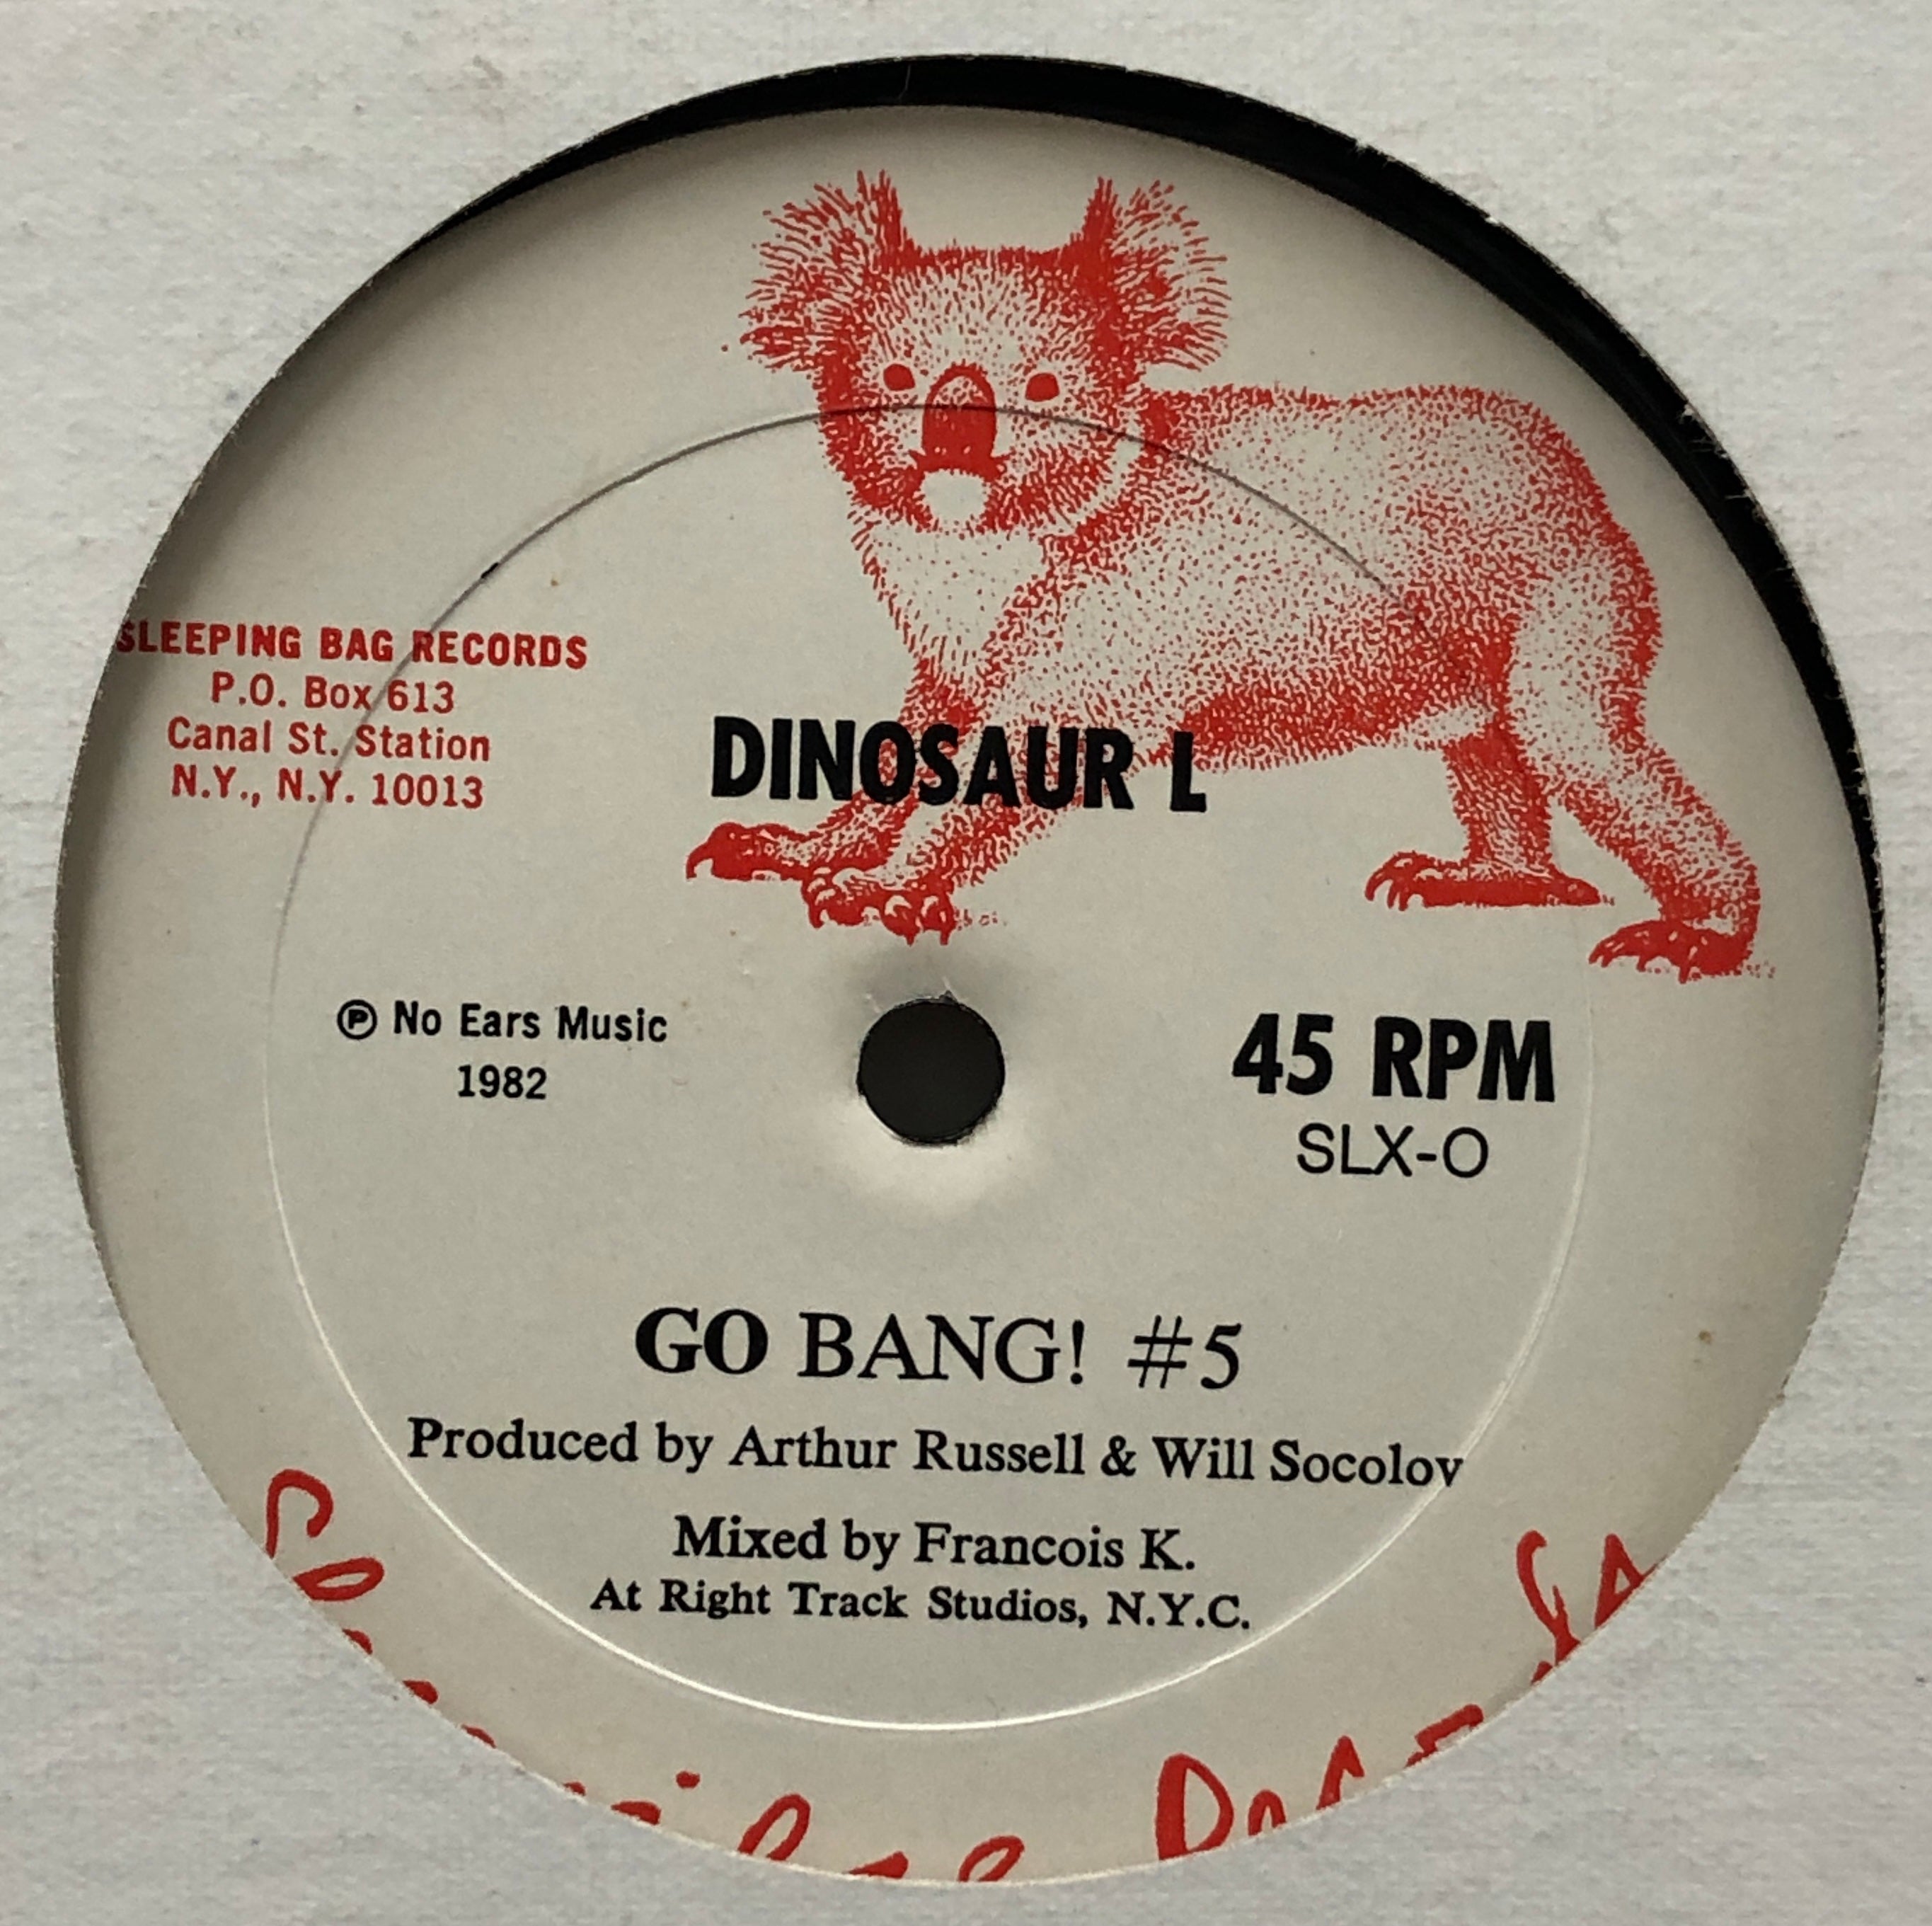 SLEEPING BAG RECORDS
P.O. Box 613
Canal St. Station
N.Y., N.Y. 10013
DINOSAUR L
℗ No Ears Music
1982
45 RPM
SLX-O
GO BANG! #5
Produced by Arthur Russell & Will Socolov
Mixed by Francois K.
At Right Track Studios, N.Y.C.